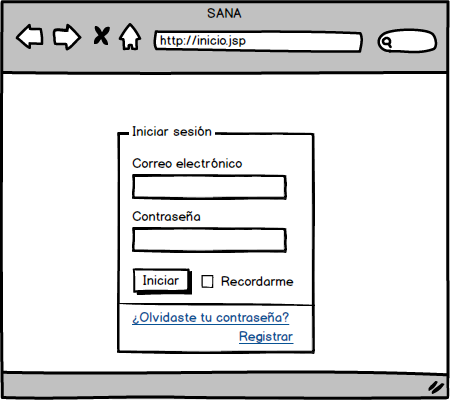 SANA
http://inicio.jsp
Iniciar sesión
Correo electrónico
Contraseña
Iniciar Recordarme
¿Olvidaste tu contraseña?
Registrar